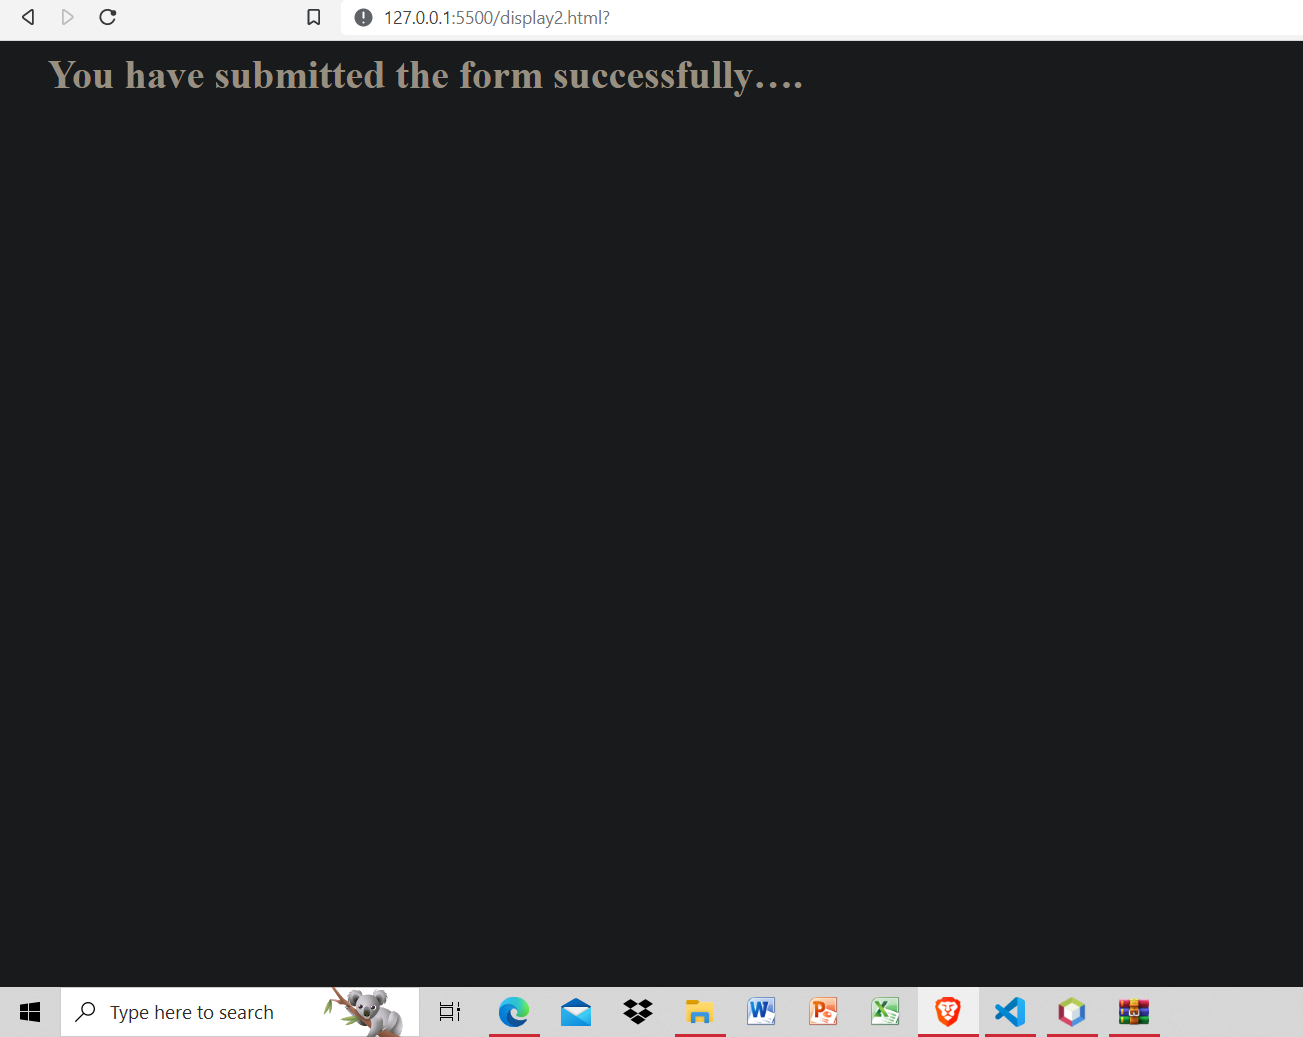 127.0.0.1:5500/display2.html?
You have submitted the form successfully....
Type here to search